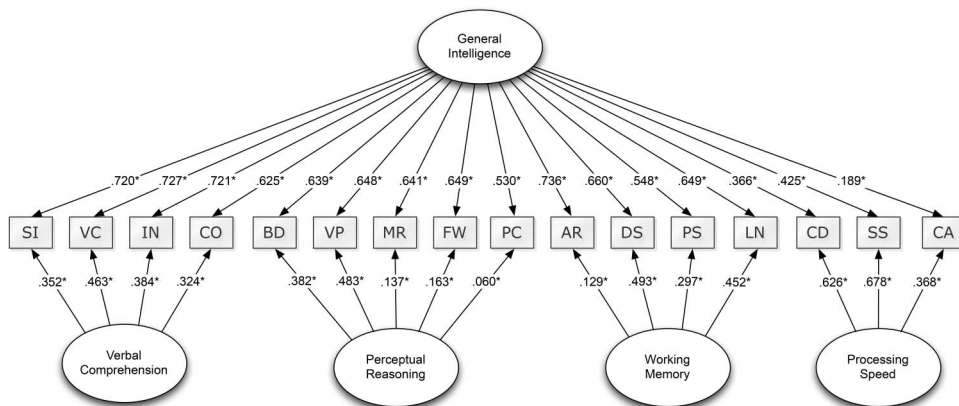 General
Intelligence
.720* .727* .721* .625* .639* .648* .641* .649* .530* .736* .660* .548* .649* .366* .425* .189*
SI VC IN CO BD VP MR FW PC AR DS PS LN CD SS CA
.352* .463* .384* .324* .382* .483* .137* .163* .060* .129* .493* .297* .452* .626* .678* .368*
Verbal
Comprehension
Perceptual
Reasoning
Working
Memory
Processing
Speed